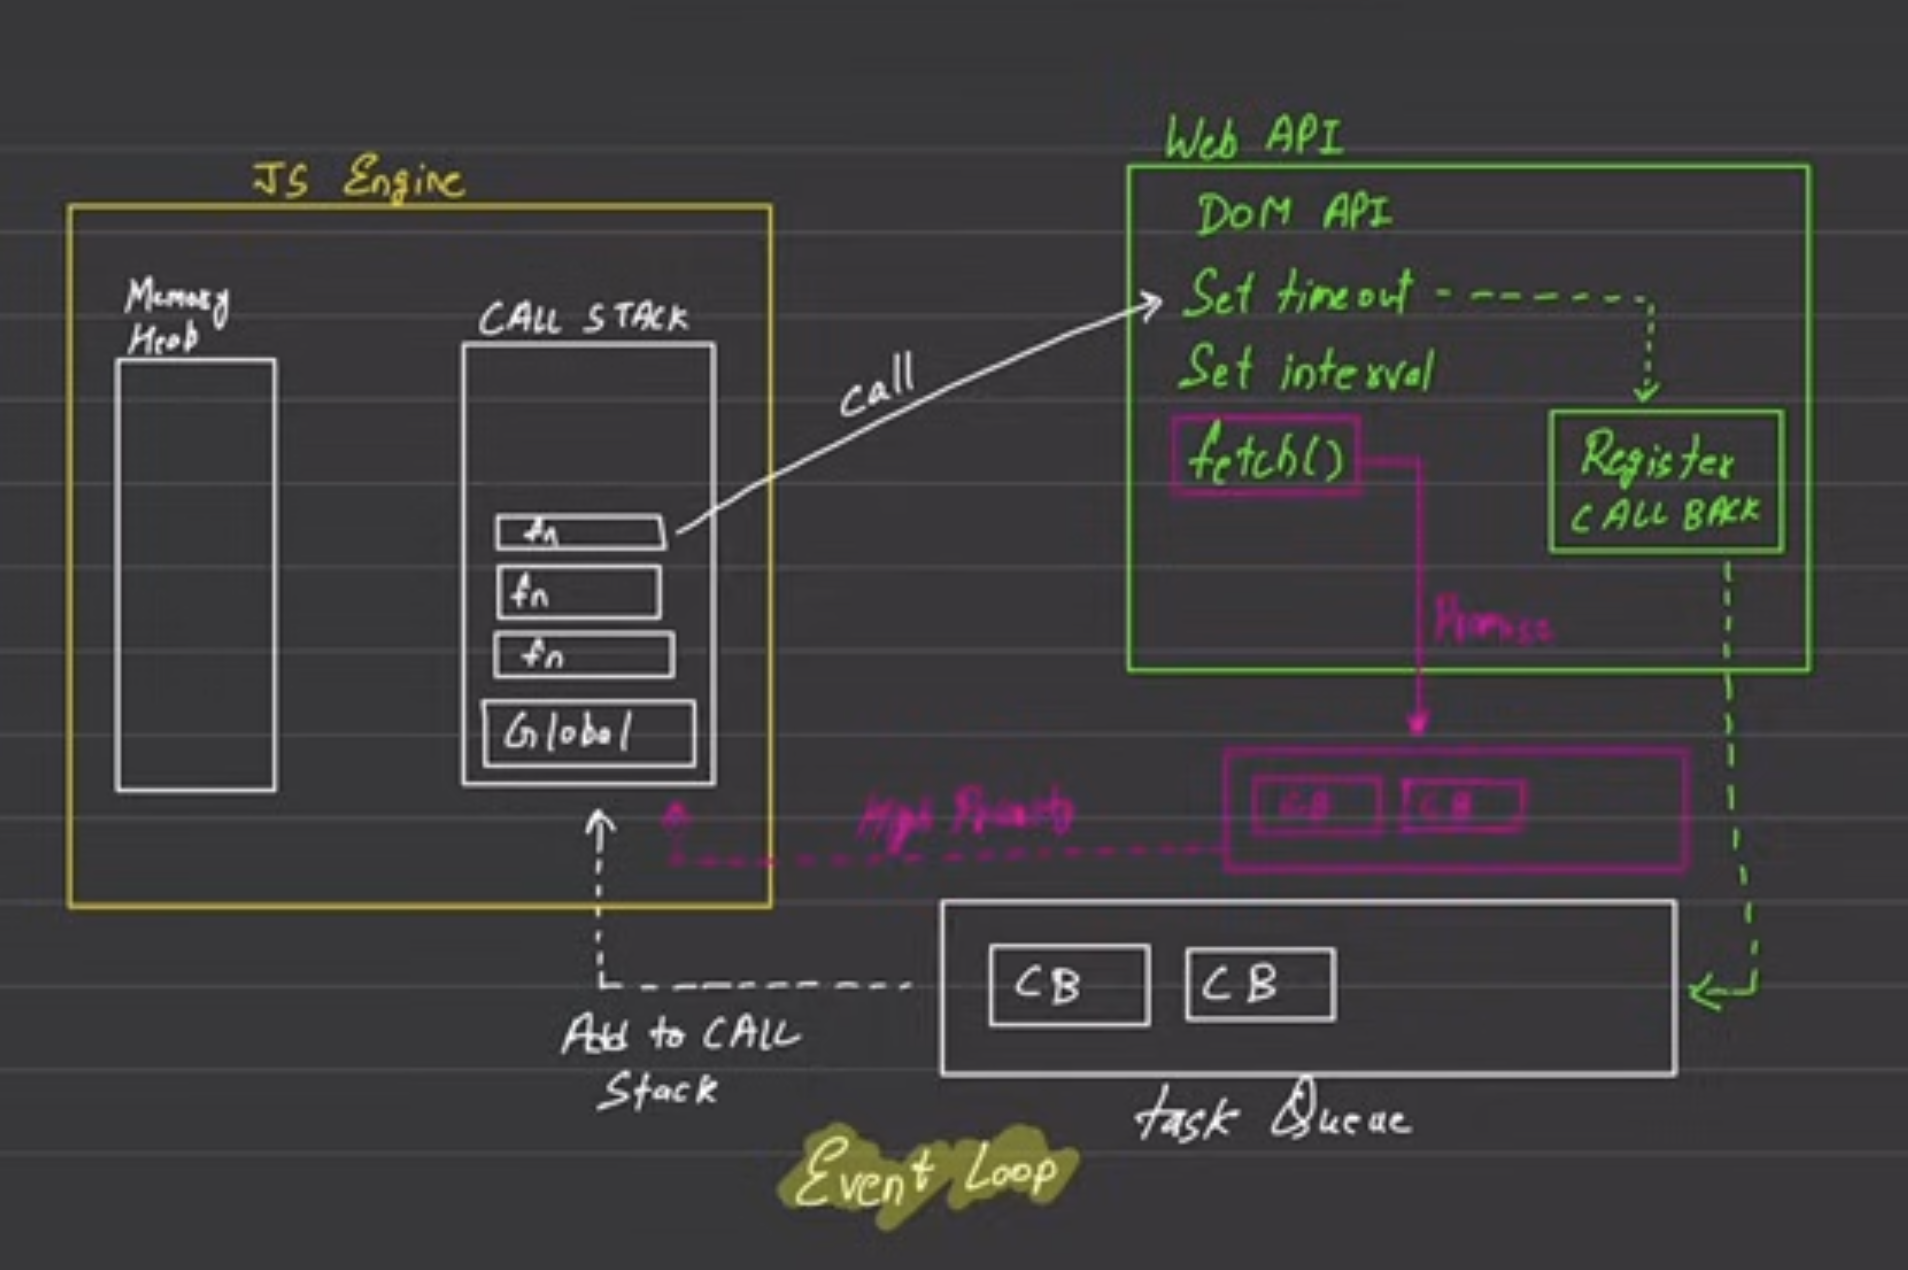 JS Engine
Memory
Heap
CALL STACK
fn
fn
fn
Global
call
Web API
DOM API
Set timeout
Set interval
fetch()
Register
CALL BACK
Promise
High Priority
CB CB
CB CB
Add to CALL
Stack
task Queue
Event Loop